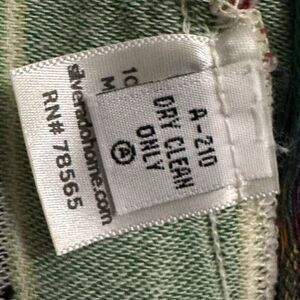 A-210
DRY CLEAN
ONLY
Ⓐ
silveradohome.com
RN# 78565